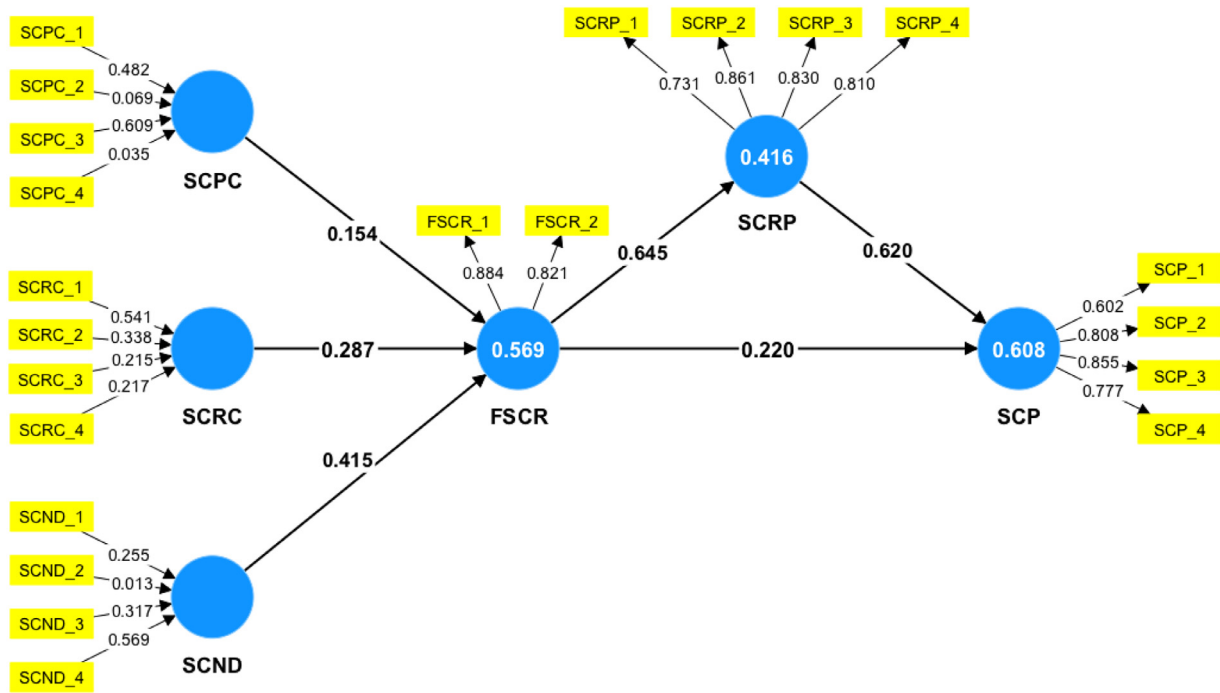 SCPC_1
SCPC_2
SCPC_3
SCPC_4
0.482
0.069
0.609
0.035
SCPC
0.154
SCRC_1
SCRC_2
SCRC_3
SCRC_4
0.541
0.338
0.215
0.217
SCRC
0.287
SCND_1
SCND_2
SCND_3
SCND_4
0.255
0.013
0.317
0.569
SCND
0.415
FSCR_1
FSCR_2
0.884
0.821
0.569
FSCR
0.645
0.220
SCRP_1
SCRP_2
SCRP_3
SCRP_4
0.731
0.861
0.830
0.810
0.416
SCRP
0.620
0.608
SCP
0.602
0.808
0.855
0.777
SCP_1
SCP_2
SCP_3
SCP_4